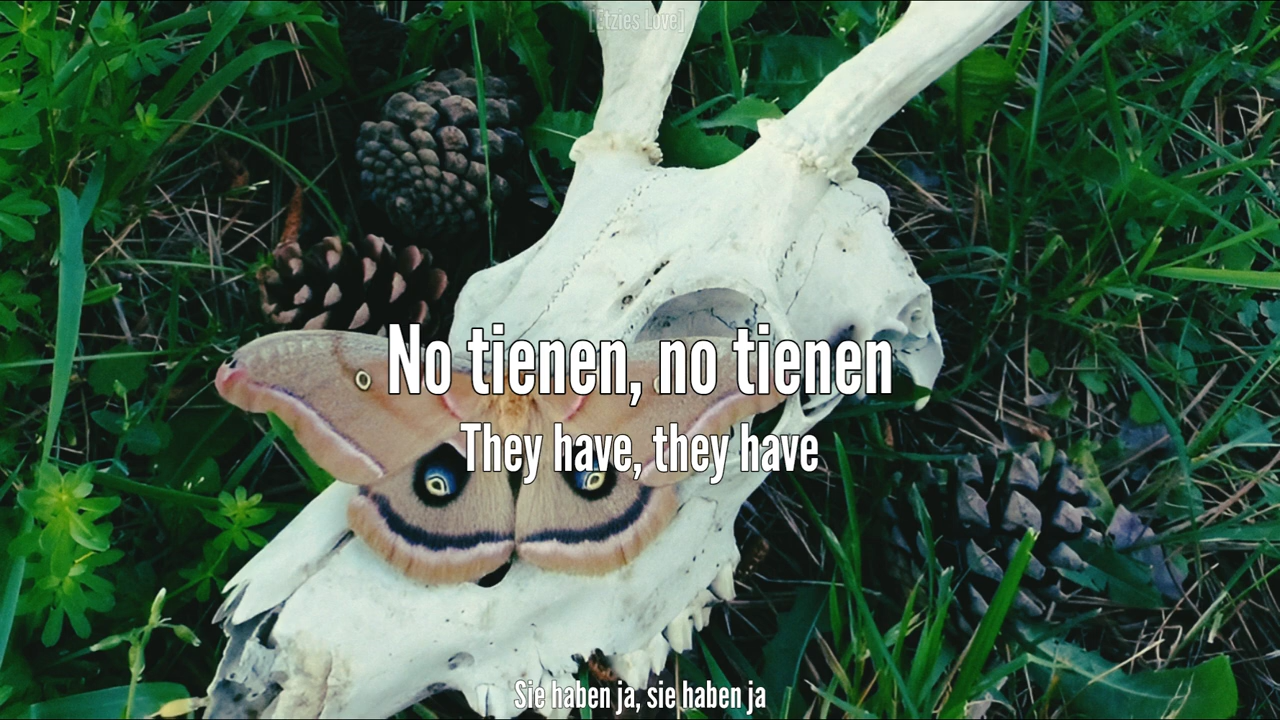 [Etzies Love]
No tienen, no tienen
They have, they have
Sie haben ja, sie haben ja